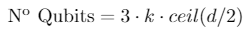 Nº Qubits = 3 · k · ceil(d/2)